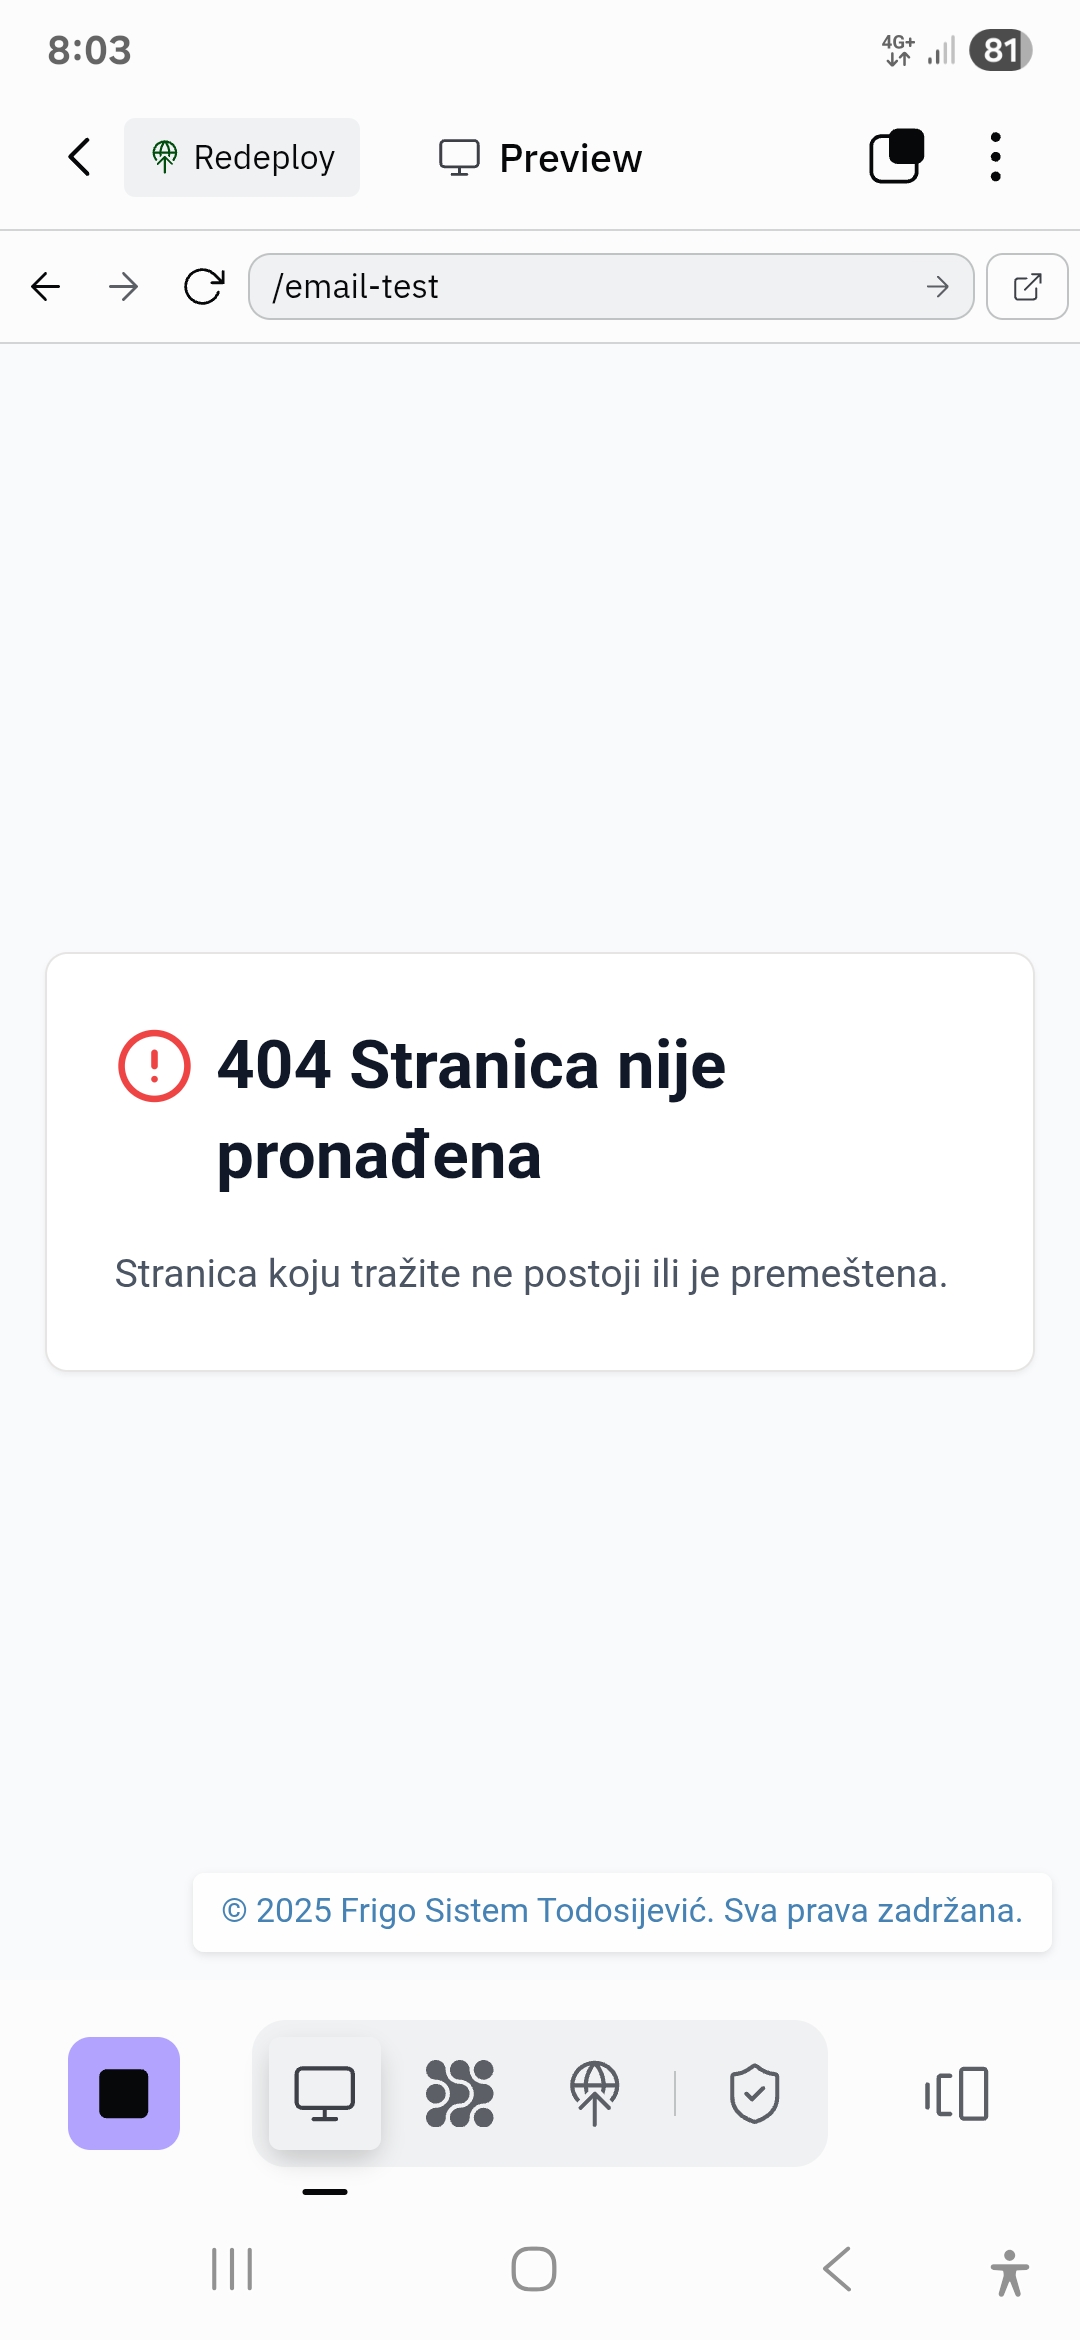 8:03
4G+
81
Redeploy
Preview
/email-test
404 Stranica nije
pronađena
Stranica koju tražite ne postoji ili je premeštena.
© 2025 Frigo Sistem Todosijević. Sva prava zadržana.